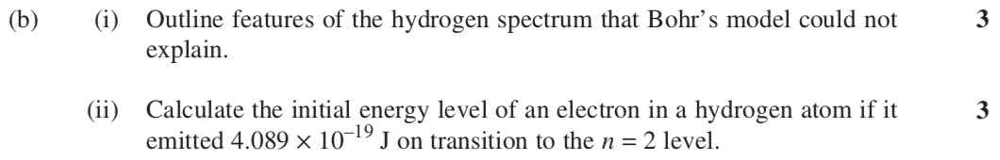 (b) (i) Outline features of the hydrogen spectrum that Bohr’s model could not 3
explain.
(ii) Calculate the initial energy level of an electron in a hydrogen atom if it 3
emitted 4.089 × 10⁻¹⁹ J on transition to the n = 2 level.